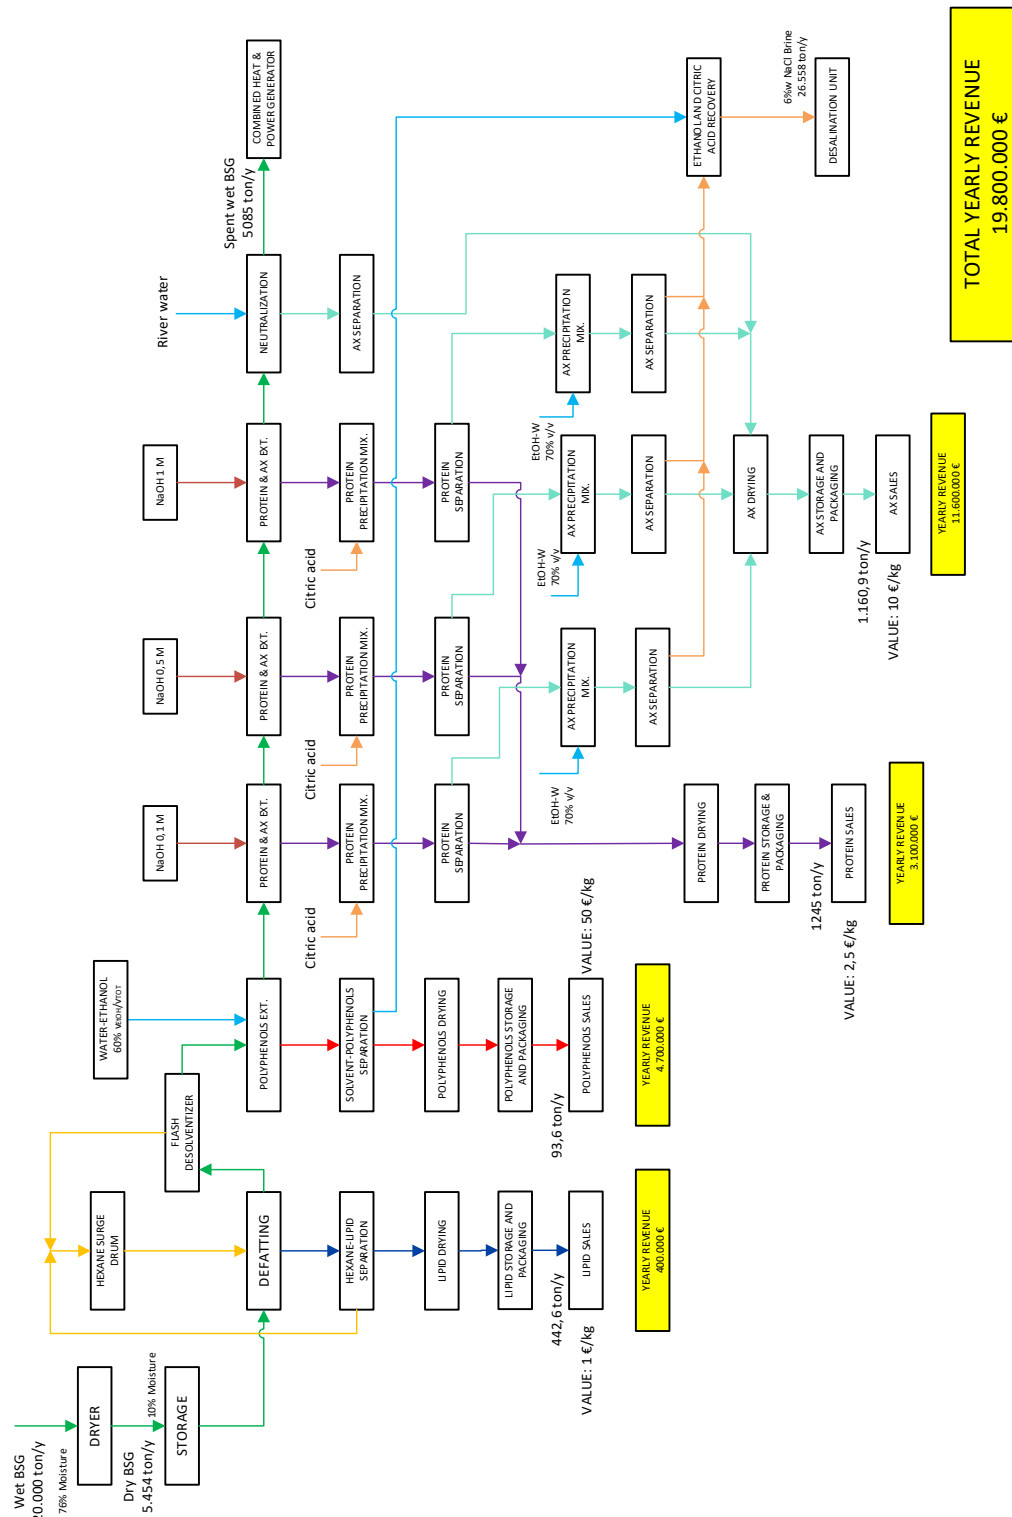 Wet BSG
20.000 ton/y
76% Moisture
DRYER
Dry BSG
5.454 ton/y
10% Moisture
STORAGE
HEXANE SURGE
DRUM
FLASH
DESOLVENTIZER
DEFATTING
HEXANE-LIPID
SEPARATION
LIPID DRYING
LIPID STORAGE AND
PACKAGING
442,6 ton/y
LIPID SALES
VALUE: 1 €/kg
YEARLY REVENUE
400.000 €
WATER-ETHANOL
60% VEtOH/VTOT
POLYPHENOLS EXT.
SOLVENT-POLYPHENOLS
SEPARATION
POLYPHENOLS DRYING
POLYPHENOLS STORAGE
AND PACKAGING
93,6 ton/y
POLYPHENOLS SALES
VALUE: 50 €/kg
YEARLY REVENUE
4.700.000 €
NaOH 0,1 M
PROTEIN & AX EXT.
Citric acid
PROTEIN
PRECIPITATION MIX.
PROTEIN
SEPARATION
NaOH 0,5 M
PROTEIN & AX EXT.
Citric acid
PROTEIN
PRECIPITATION MIX.
PROTEIN
SEPARATION
NaOH 1 M
PROTEIN & AX EXT.
Citric acid
PROTEIN
PRECIPITATION MIX.
PROTEIN
SEPARATION
EtOH-W
70% v/v
AX PRECIPITATION
MIX.
AX SEPARATION
EtOH-W
70% v/v
AX PRECIPITATION
MIX.
AX SEPARATION
EtOH-W
70% v/v
AX PRECIPITATION
MIX.
AX SEPARATION
PROTEIN DRYING
PROTEIN STORAGE &
PACKAGING
1245 ton/y
PROTEIN SALES
VALUE: 2,5 €/kg
YEARLY REVENUE
3.100.000 €
AX DRYING
AX STORAGE AND
PACKAGING
1.160,9 ton/y
AX SALES
VALUE: 10 €/kg
YEARLY REVENUE
11.600.000 €
River water
NEUTRALIZATION
AX SEPARATION
Spent wet BSG
5085 ton/y
COMBINED HEAT &
POWER GENERATOR
ETHANOL AND CITRIC
ACID RECOVERY
6%w NaCl Brine
26.558 ton/y
DESALINATION UNIT
TOTAL YEARLY REVENUE
19.800.000 €